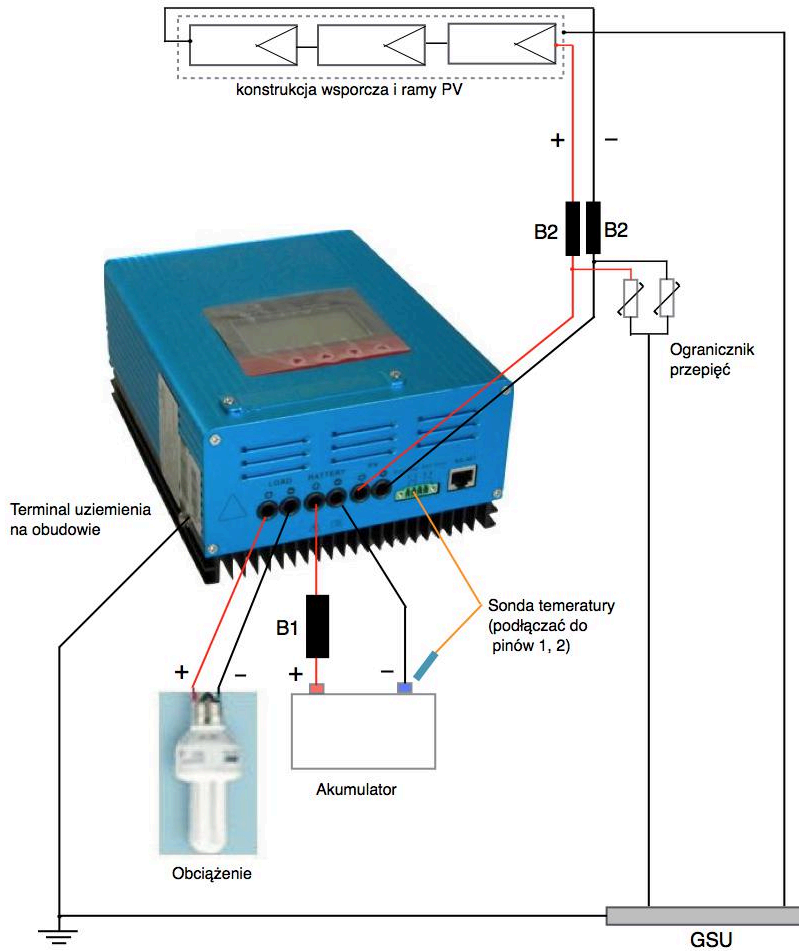 konstrukcja wsporcza i ramy PV
+ −
B2 B2
Ogranicznik
przepięć
LOAD BATTERY PV
Terminal uziemienia
na obudowie
Sonda temeratury
(podłączać do
pinów 1, 2)
B1
+ −
+ −
Akumulator
Obciążenie
GSU